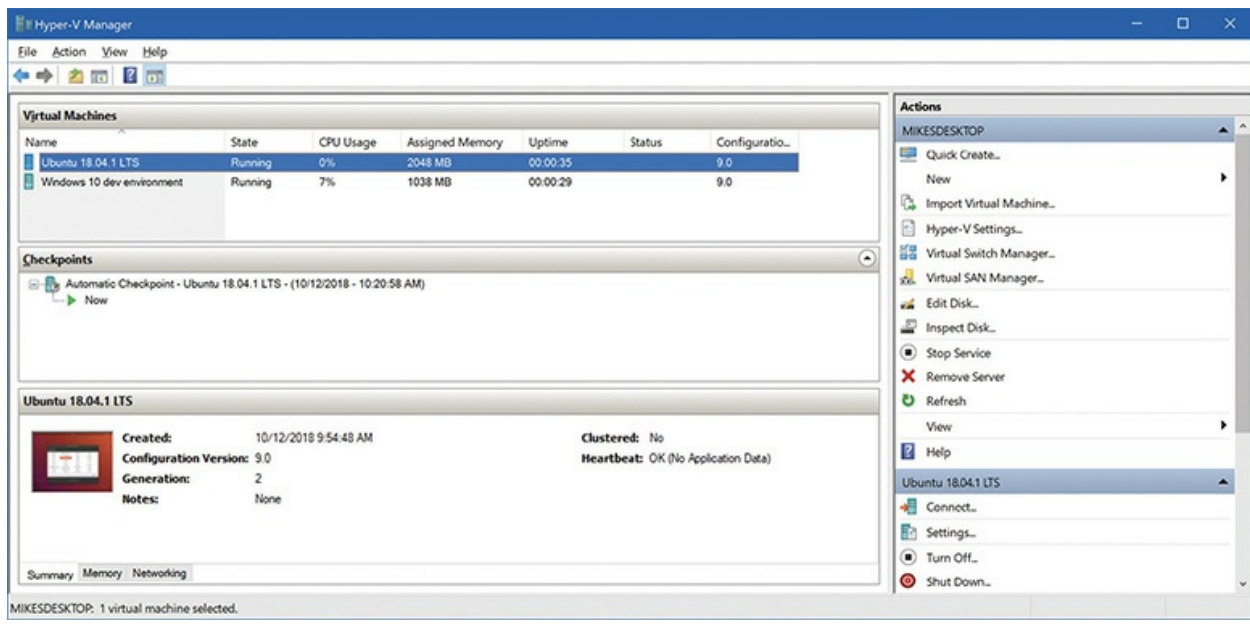 Hyper-V Manager
File Action View Help
Virtual Machines
Name State CPU Usage Assigned Memory Uptime Status Configuratio...
Ubuntu 18.04.1 LTS Running 0% 2048 MB 00:00:35 9.0
Windows 10 dev environment Running 7% 1038 MB 00:00:29 9.0
Checkpoints
Automatic Checkpoint - Ubuntu 18.04.1 LTS - (10/12/2018 - 10:20:58 AM)
Now
Ubuntu 18.04.1 LTS
Created: 10/12/2018 9:54:48 AM Clustered: No
Configuration Version: 9.0 Heartbeat: OK (No Application Data)
Generation: 2
Notes: None
Summary Memory Networking
Actions
MIKESDESKTOP
Quick Create...
New
Import Virtual Machine...
Hyper-V Settings...
Virtual Switch Manager...
Virtual SAN Manager...
Edit Disk...
Inspect Disk...
Stop Service
Remove Server
Refresh
View
Help
Ubuntu 18.04.1 LTS
Connect...
Settings...
Turn Off...
Shut Down...
MIKESDESKTOP: 1 virtual machine selected.